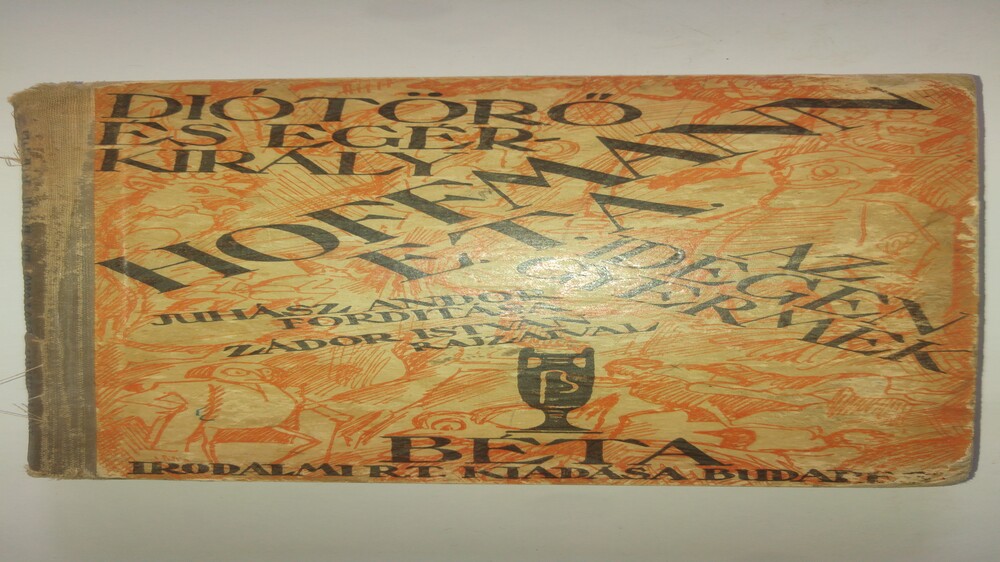 DIÓTÖRŐ
ÉS EGÉR-
KIRÁLY
HOFFMANN
E.T.A.
AZ IDEGEN
GYERMEK
JUHÁSZ ANDOR
FORDÍTÁSA
ZÁDOR ISTVÁN
RAJZAIVAL
BÉTA
IRODALMI R.T. KIADÁSA BUDAPEST